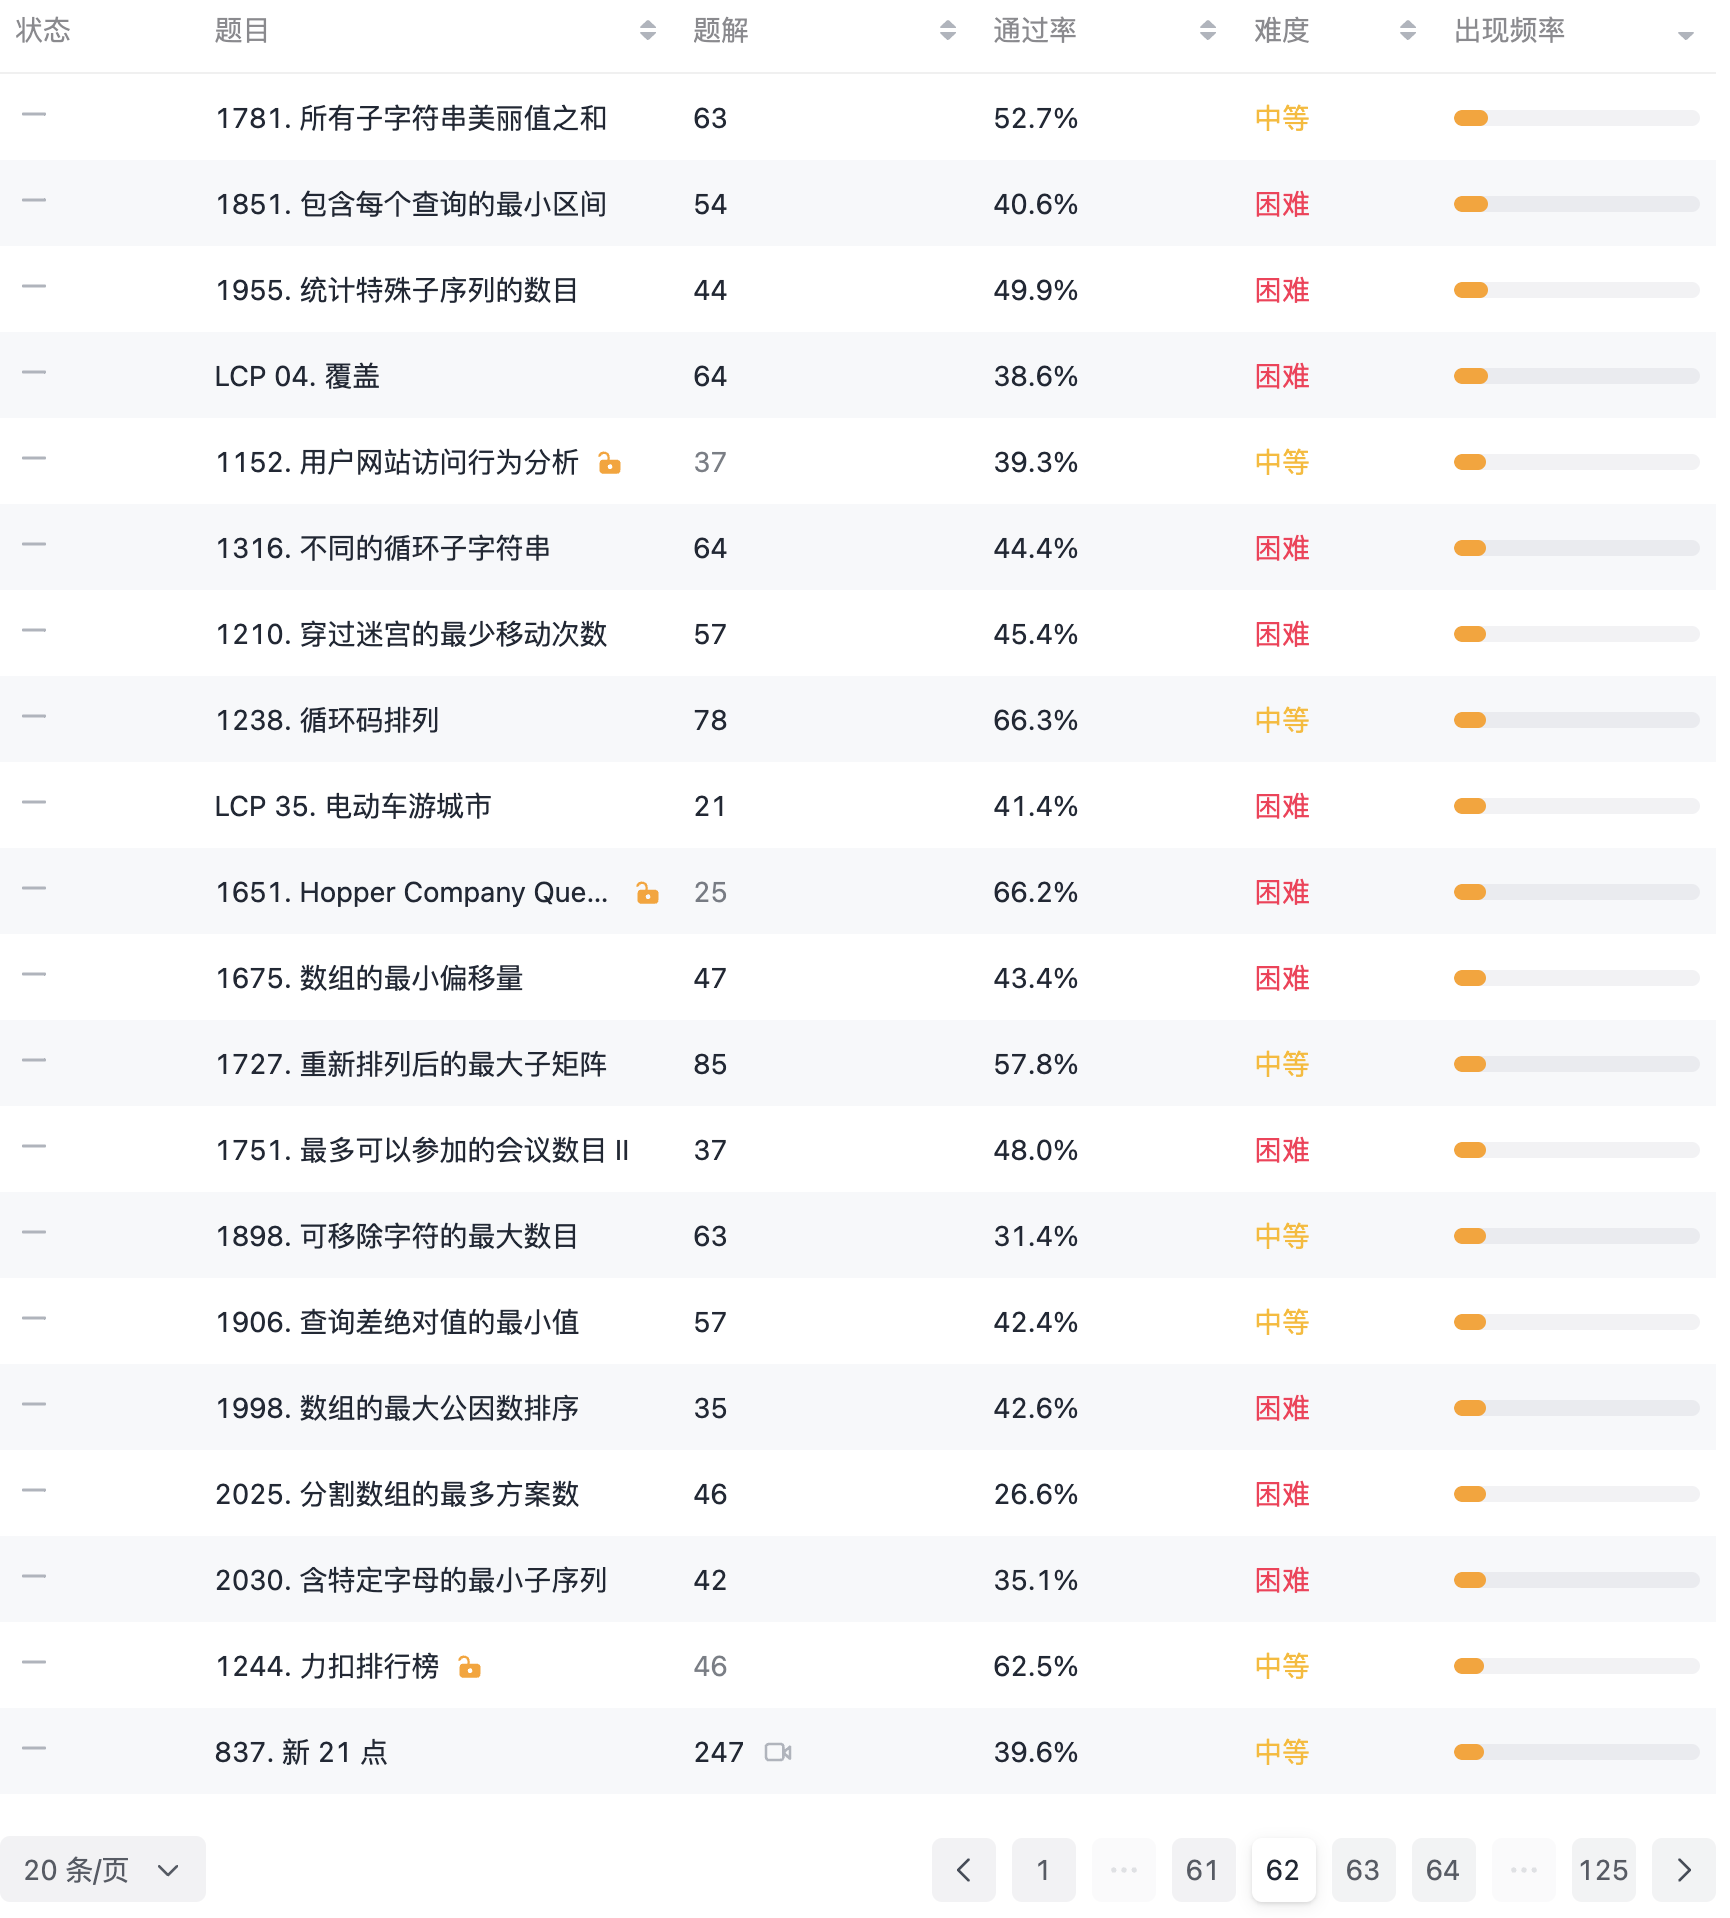 状态 题目 题解 通过率 难度 出现频率
1781. 所有子字符串美丽值之和 63 52.7% 中等
1851. 包含每个查询的最小区间 54 40.6% 困难
1955. 统计特殊子序列的数目 44 49.9% 困难
LCP 04. 覆盖 64 38.6% 困难
1152. 用户网站访问行为分析 37 39.3% 中等
1316. 不同的循环子字符串 64 44.4% 困难
1210. 穿过迷宫的最少移动次数 57 45.4% 困难
1238. 循环码排列 78 66.3% 中等
LCP 35. 电动车游城市 21 41.4% 困难
1651. Hopper Company Que... 25 66.2% 困难
1675. 数组的最小偏移量 47 43.4% 困难
1727. 重新排列后的最大子矩阵 85 57.8% 中等
1751. 最多可以参加的会议数目 II 37 48.0% 困难
1898. 可移除字符的最大数目 63 31.4% 中等
1906. 查询差绝对值的最小值 57 42.4% 中等
1998. 数组的最大公因数排序 35 42.6% 困难
2025. 分割数组的最多方案数 46 26.6% 困难
2030. 含特定字母的最小子序列 42 35.1% 困难
1244. 力扣排行榜 46 62.5% 中等
837. 新 21 点 247 39.6% 中等
20 条/页 1 ... 61 62 63 64 ... 125